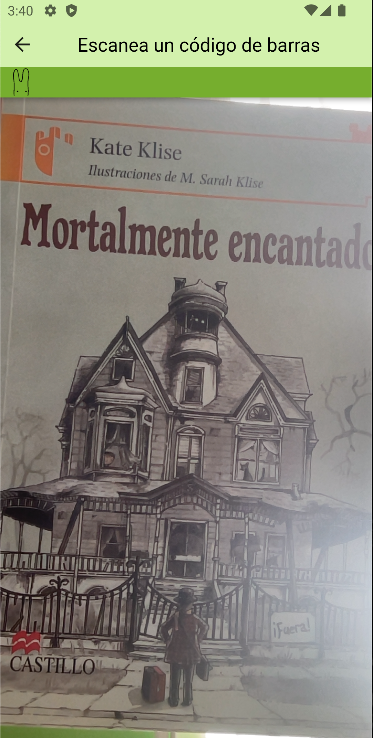 3:40
Escanea un código de barras
Kate Klise
Ilustraciones de M. Sarah Klise
Mortalmente encantado
¡Fuera!
CASTILLO